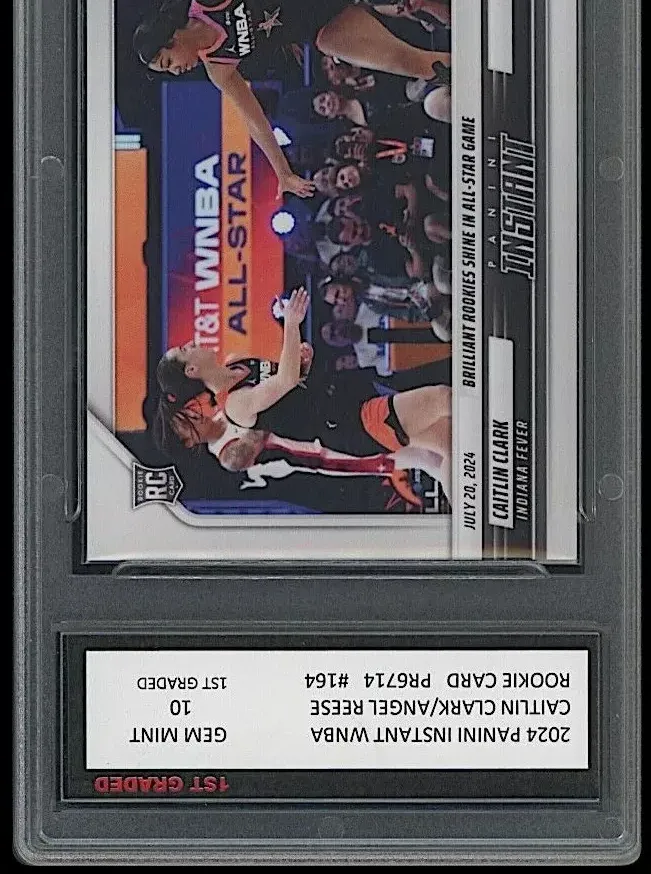 1ST GRADED
2024 PANINI INSTANT WNBA GEM MINT
CAITLIN CLARK/ANGEL REESE 10
ROOKIE CARD PR6714 #164 1ST GRADED
JULY 20, 2024 BRILLIANT ROOKIES SHINE IN ALL-STAR GAME
CAITLIN CLARK
INDIANA FEVER
PANINI
INSTANT
ROOKIE
RC
CARD
T&T WNBA
ALL-STAR
WNBA
WNB
LL